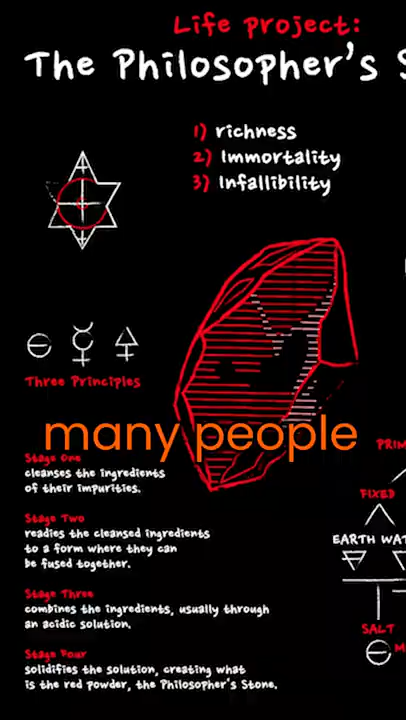 Life project:
The Philosopher's S
1) richness
2) Immortality
3) Infallibility
Three Principles
many people
Stage One
cleanses the ingredients
of their impurities.
Stage Two
readies the cleansed ingredients
to a form where they can
be fused together.
Stage Three
combines the ingredients, usually through
an acidic solution.
Stage Four
solidifies the solution, creating what
is the red powder, the Philosopher's Stone.
PRIM
FIXED
EARTH WAT
SALT
M